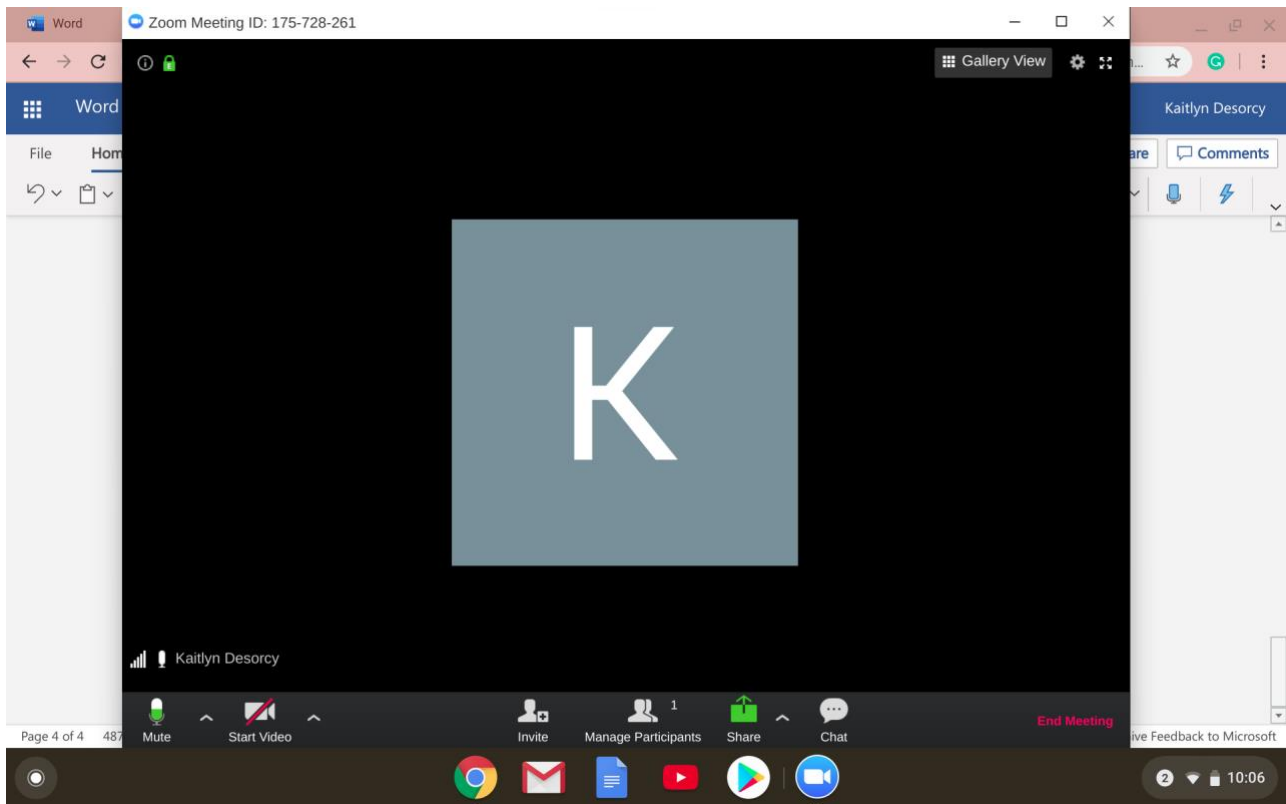 Word
Zoom Meeting ID: 175-728-261
Gallery View
Word
Kaitlyn Desorcy
File Hom
are Comments
K
Kaitlyn Desorcy
Mute Start Video Invite Manage Participants 1 Share Chat End Meeting
Page 4 of 4 487 ive Feedback to Microsoft
2 10:06